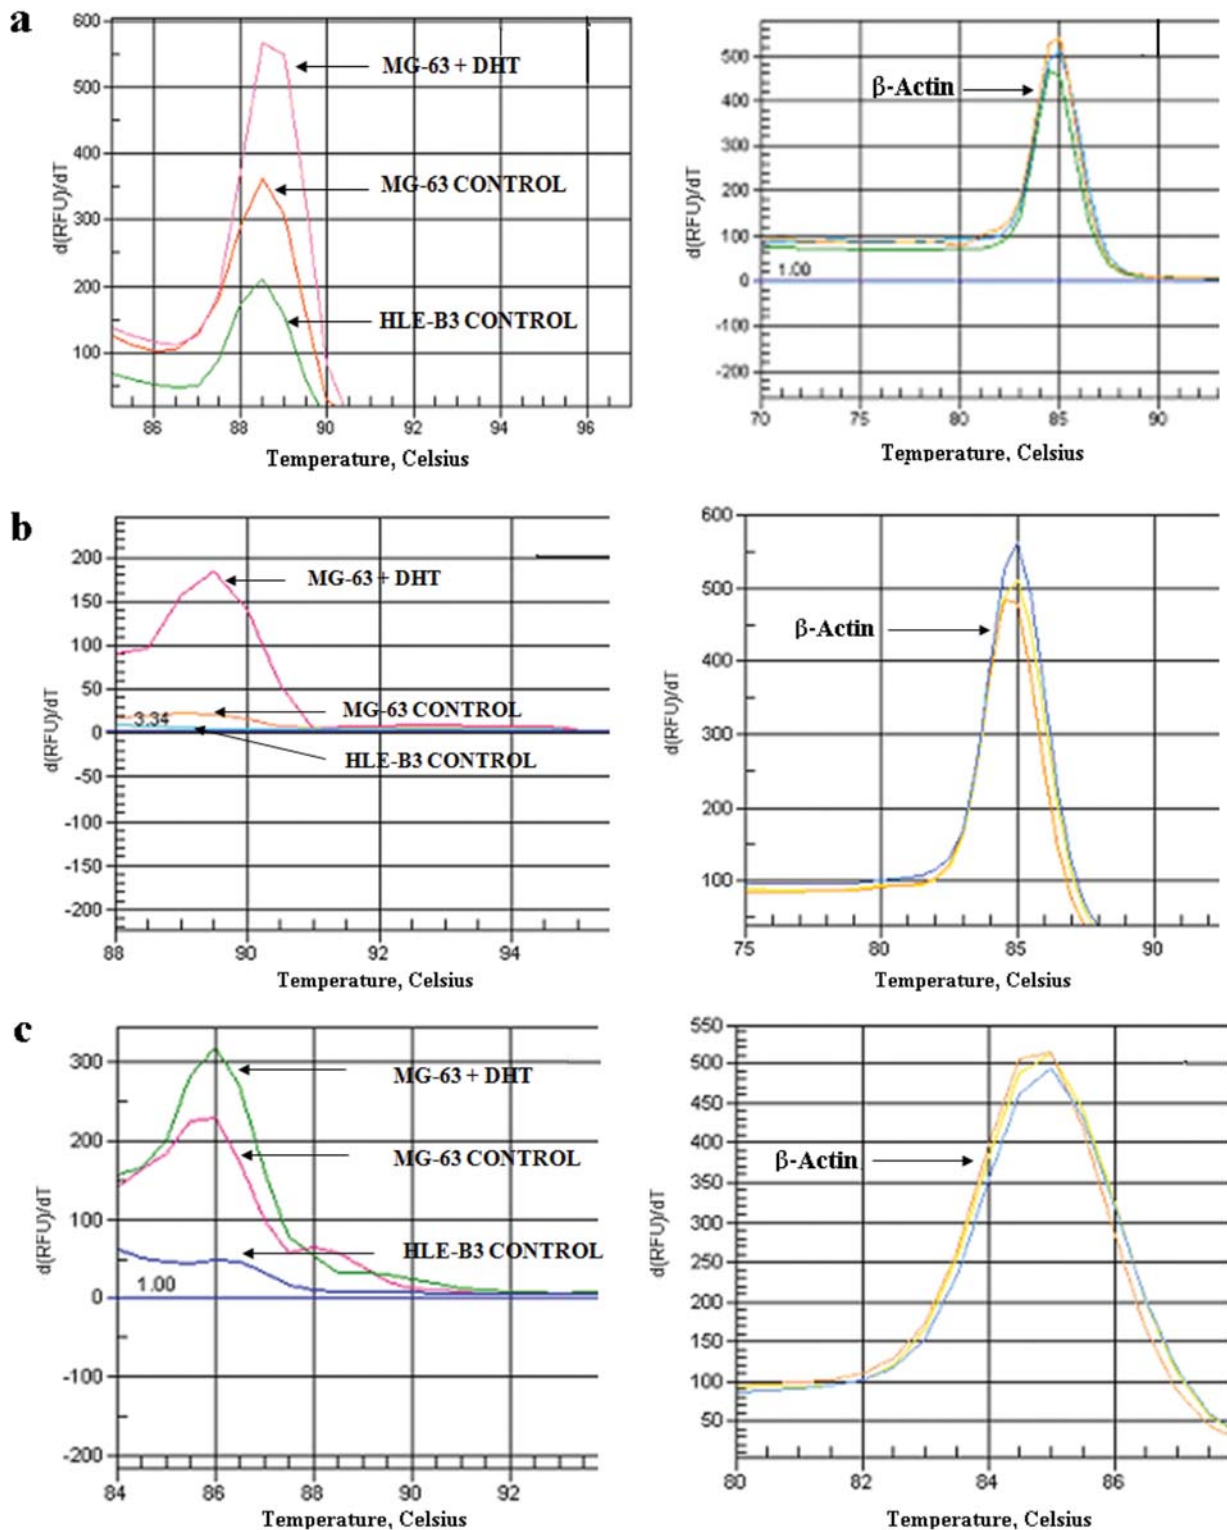 a
600
500
400
300
200
100
d(RFU)/dT
MG-63 + DHT
MG-63 CONTROL
HLE-B3 CONTROL
86 88 90 92 94 96
Temperature, Celsius
500
400
300
200
100
0
-100
-200
d(RFU)/dT
β-Actin
1.00
70 75 80 85 90
Temperature, Celsius
b
200
150
100
50
0
-50
-100
-150
-200
d(RFU)/dT
MG-63 + DHT
MG-63 CONTROL
3.34
HLE-B3 CONTROL
88 90 92 94
Temperature, Celsius
600
500
400
300
200
100
d(RFU)/dT
β-Actin
75 80 85 90
Temperature, Celsius
c
300
200
100
0
-100
-200
d(RFU)/dT
MG-63 + DHT
MG-63 CONTROL
HLE-B3 CONTROL
1.00
84 86 88 90 92
Temperature, Celsius
550
500
450
400
350
300
250
200
150
100
50
d(RFU)/dT
β-Actin
80 82 84 86
Temperature, Celsius